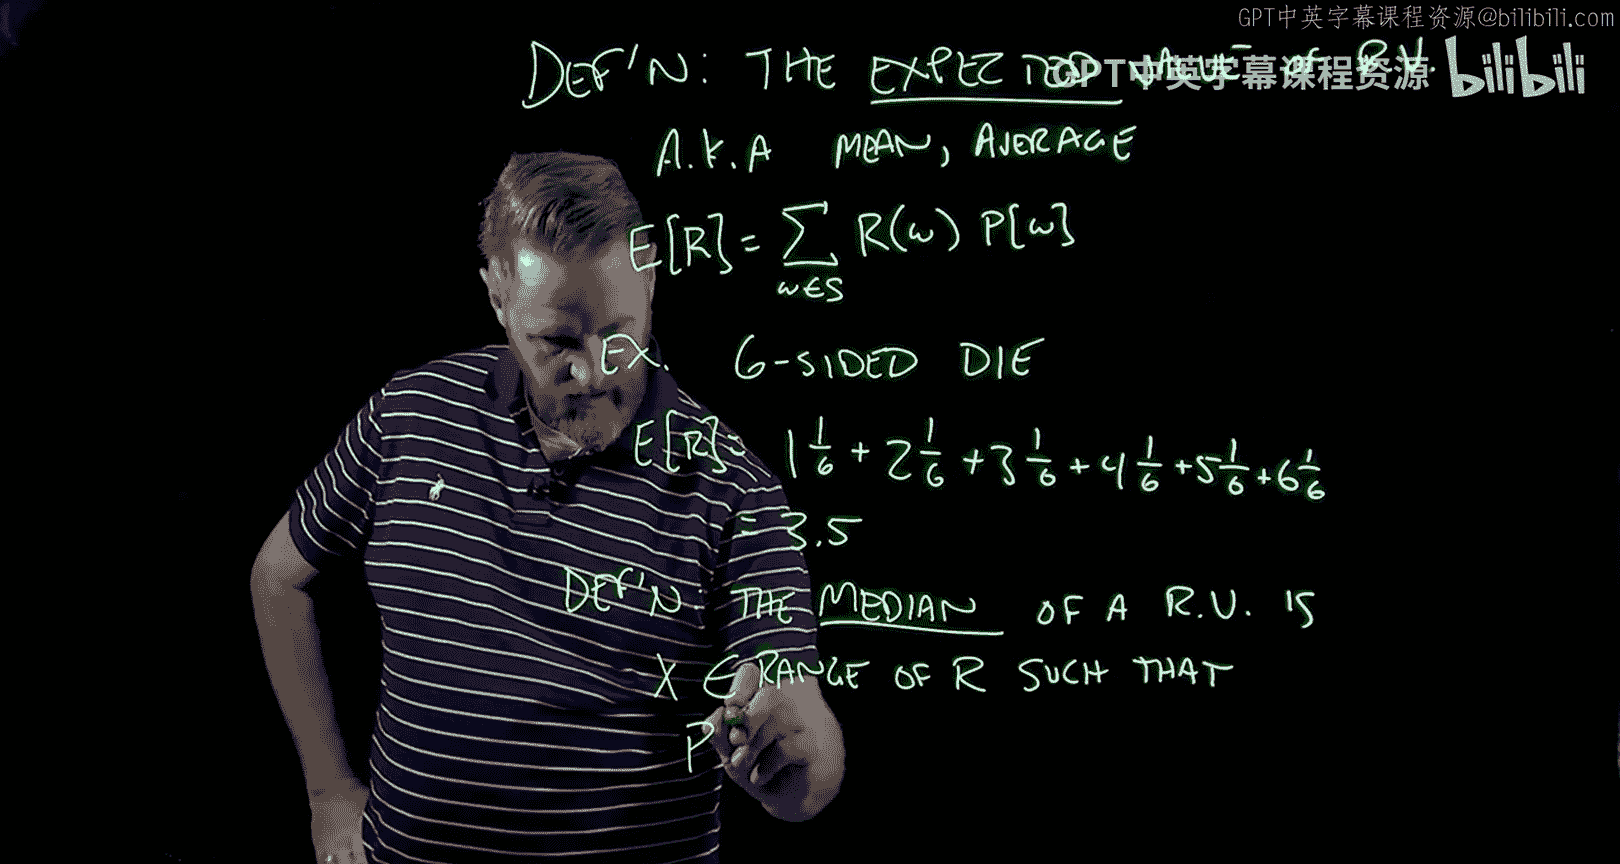 GPT中英字幕课程资源@bilibili.com
DEF'N: THE EXPECTED VALUE OF R.V.
GPT中英字幕课程资源 bilibili
A.K.A MEAN, AVERAGE
E[R] = ∑ R(ω) P[ω]
ω∈S
EX. 6-SIDED DIE
E[R] = 1 1/6 + 2 1/6 + 3 1/6 + 4 1/6 + 5 1/6 + 6 1/6
= 3.5
DEF'N: THE MEDIAN OF A R.V. IS
X ∈ RANGE OF R SUCH THAT
P